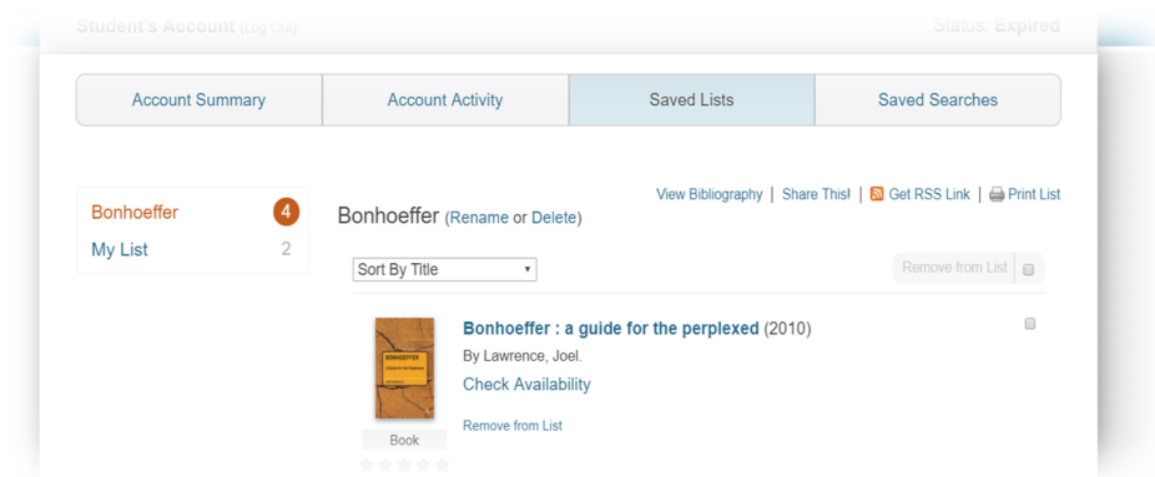 Student's Account (Log Out) Status: Expired
Account Summary Account Activity Saved Lists Saved Searches
View Bibliography | Share This! | Get RSS Link | Print List
Bonhoeffer 4
My List 2
Bonhoeffer (Rename or Delete)
Sort By Title
Remove from List
Bonhoeffer : a guide for the perplexed (2010)
By Lawrence, Joel.
Check Availability
Remove from List
BONHOEFFER
Book